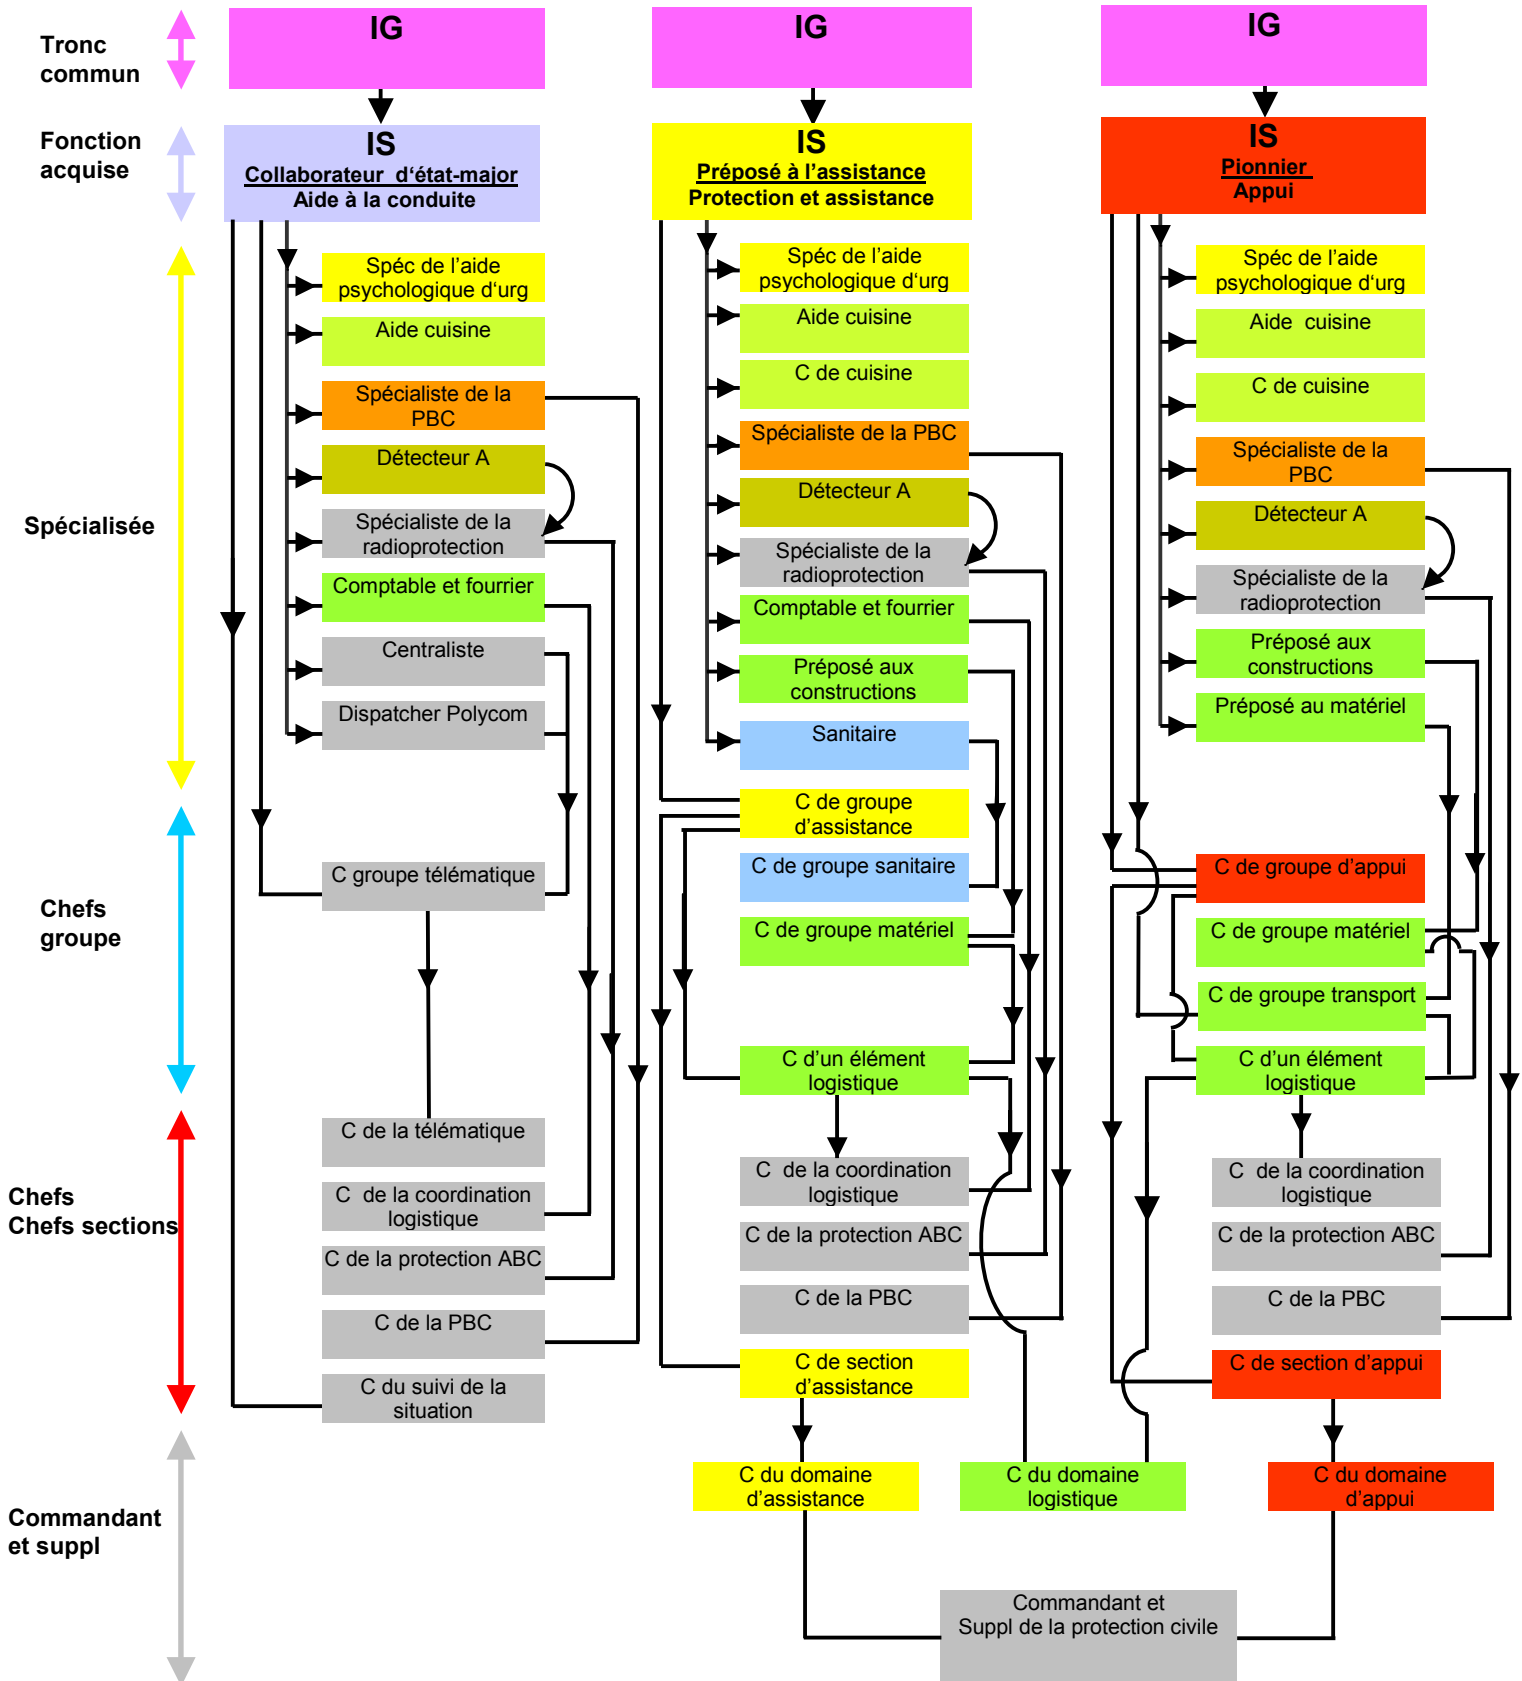 Tronc
commun
Fonction
acquise
Spécialisée
Chefs
groupe
Chefs
Chefs sections
Commandant
et suppl
IG
IS
Collaborateur d‘état-major
Aide à la conduite
Spéc de l’aide
psychologique d‘urg
Aide cuisine
Spécialiste de la
PBC
Détecteur A
Spécialiste de la
radioprotection
Comptable et fourrier
Centraliste
Dispatcher Polycom
C groupe télématique
C de la télématique
C de la coordination
logistique
C de la protection ABC
C de la PBC
C du suivi de la
situation
IG
IS
Préposé à l’assistance
Protection et assistance
Spéc de l’aide
psychologique d‘urg
Aide cuisine
C de cuisine
Spécialiste de la PBC
Détecteur A
Spécialiste de la
radioprotection
Comptable et fourrier
Préposé aux
constructions
Sanitaire
C de groupe
d’assistance
C de groupe sanitaire
C de groupe matériel
C d’un élément
logistique
C de la coordination
logistique
C de la protection ABC
C de la PBC
C de section
d’assistance
C du domaine
d’assistance
IG
IS
Pionnier
Appui
Spéc de l’aide
psychologique d‘urg
Aide cuisine
C de cuisine
Spécialiste de la
PBC
Détecteur A
Spécialiste de la
radioprotection
Préposé aux
constructions
Préposé au matériel
C de groupe d’appui
C de groupe matériel
C de groupe transport
C d’un élément
logistique
C de la coordination
logistique
C de la protection ABC
C de la PBC
C de section d’appui
C du domaine
logistique
C du domaine
d’appui
Commandant et
Suppl de la protection civile